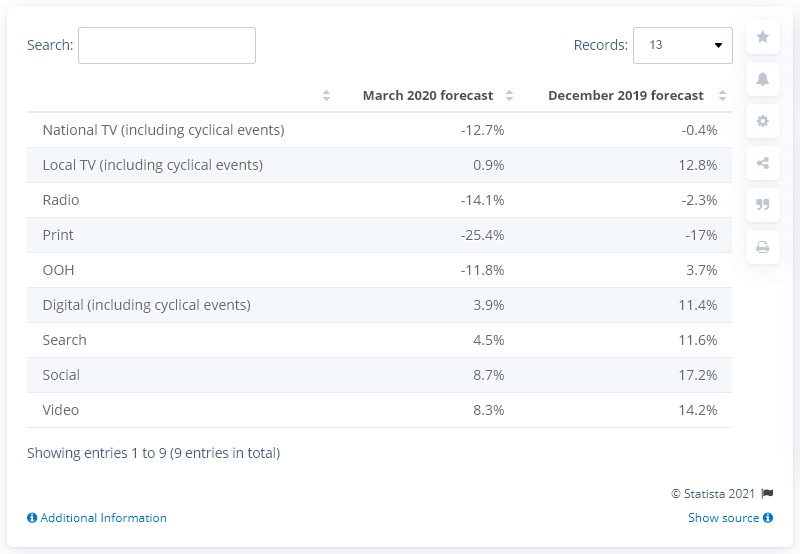 Search:
Records: 13
March 2020 forecast December 2019 forecast
National TV (including cyclical events) -12.7% -0.4%
Local TV (including cyclical events) 0.9% 12.8%
Radio -14.1% -2.3%
Print -25.4% -17%
OOH -11.8% 3.7%
Digital (including cyclical events) 3.9% 11.4%
Search 4.5% 11.6%
Social 8.7% 17.2%
Video 8.3% 14.2%
Showing entries 1 to 9 (9 entries in total)
© Statista 2021
Additional Information
Show source